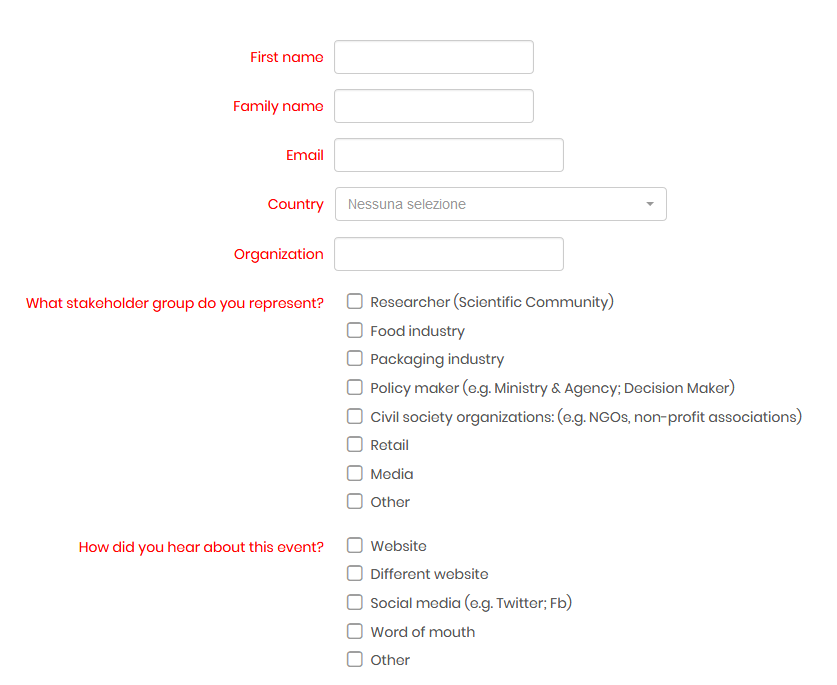 First name
Family name
Email
Country Nessuna selezione
Organization
What stakeholder group do you represent? Researcher (Scientific Community)
Food industry
Packaging industry
Policy maker (e.g. Ministry & Agency; Decision Maker)
Civil society organizations: (e.g. NGOs, non-profit associations)
Retail
Media
Other
How did you hear about this event? Website
Different website
Social media (e.g. Twitter; Fb)
Word of mouth
Other